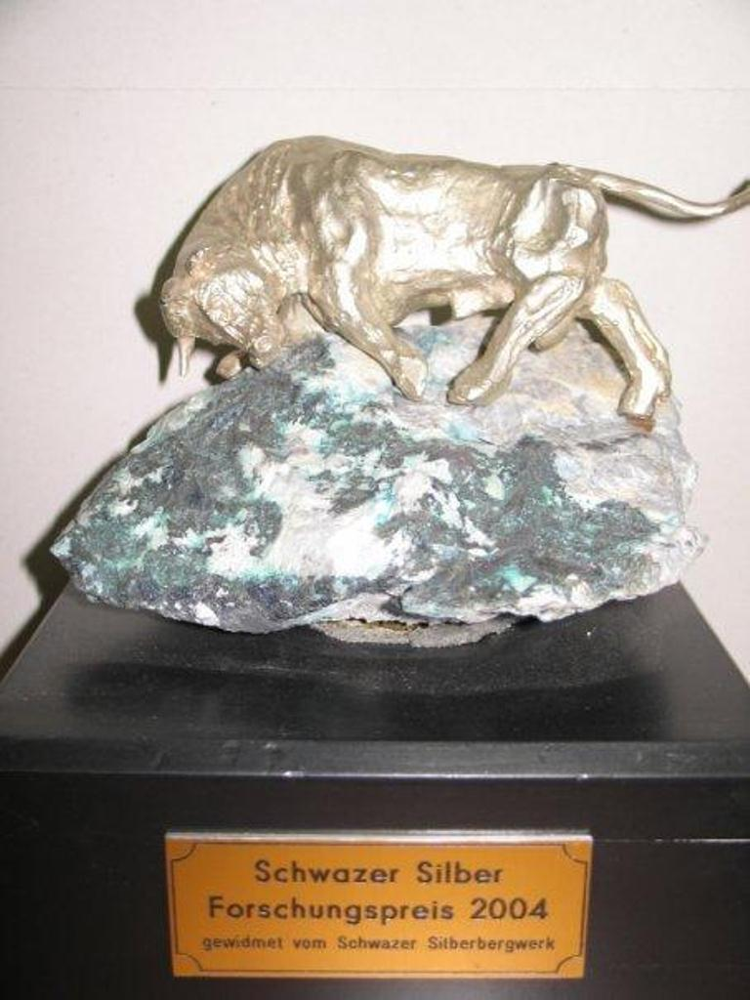 Schwazer Silber
Forschungspreis 2004
gewidmet vom Schwazer Silberbergwerk